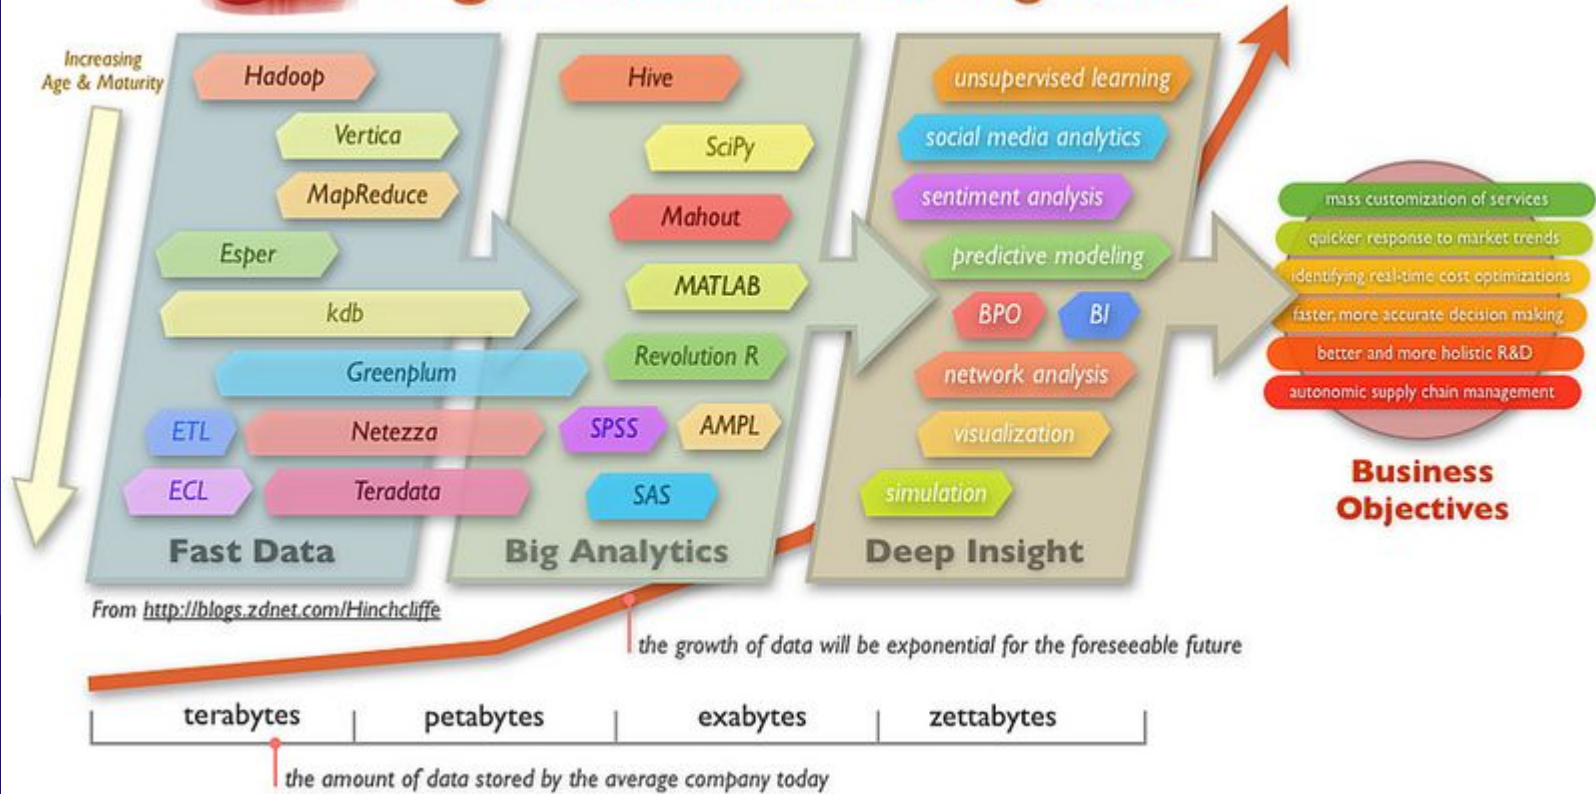 Increasing
Age & Maturity
Hadoop
Vertica
MapReduce
Esper
kdb
Greenplum
ETL
Netezza
ECL
Teradata
Fast Data
Hive
SciPy
Mahout
MATLAB
Revolution R
SPSS
AMPL
SAS
Big Analytics
unsupervised learning
social media analytics
sentiment analysis
predictive modeling
BPO
BI
network analysis
visualization
simulation
Deep Insight
mass customization of services
quicker response to market trends
identifying real-time cost optimizations
faster, more accurate decision making
better and more holistic R&D
autonomic supply chain management
Business
Objectives
From http://blogs.zdnet.com/Hinchcliffe
the growth of data will be exponential for the foreseeable future
terabytes
petabytes
exabytes
zettabytes
the amount of data stored by the average company today